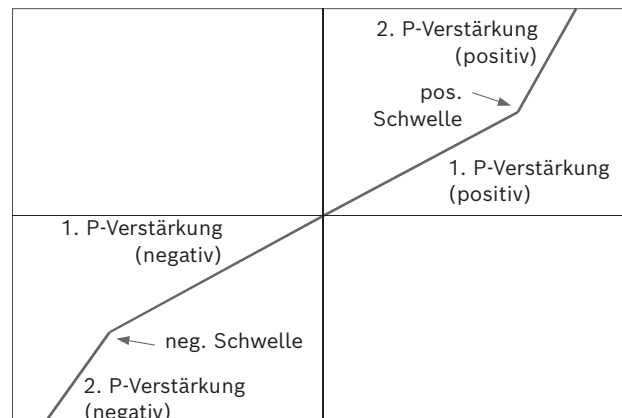 2. P-Verstärkung
(positiv)
pos.
Schwelle
1. P-Verstärkung
(positiv)
1. P-Verstärkung
(negativ)
neg. Schwelle
2. P-Verstärkung
(negativ)